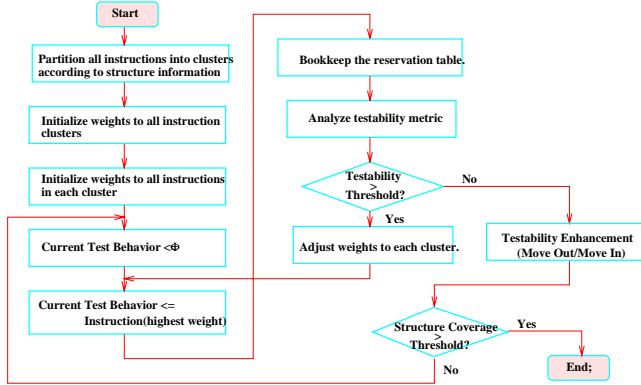 Start
Partition all instructions into clusters
according to structure information
Initialize weights to all instruction
clusters
Initialize weights to all instructions
in each cluster
Current Test Behavior <Φ
Current Test Behavior <=
Instruction(highest weight)
Bookkeep the reservation table.
Analyze testability metric
Testability
>
Threshold?
No
Yes
Adjust weights to each cluster.
Testability Enhancement
(Move Out/Move In)
Structure Coverage
>
Threshold?
Yes
No
End;